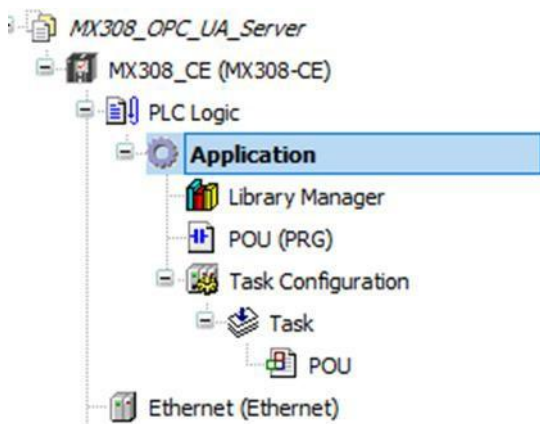 MX308_OPC_UA_Server
MX308_CE (MX308-CE)
PLC Logic
Application
Library Manager
POU (PRG)
Task Configuration
Task
POU
Ethernet (Ethernet)